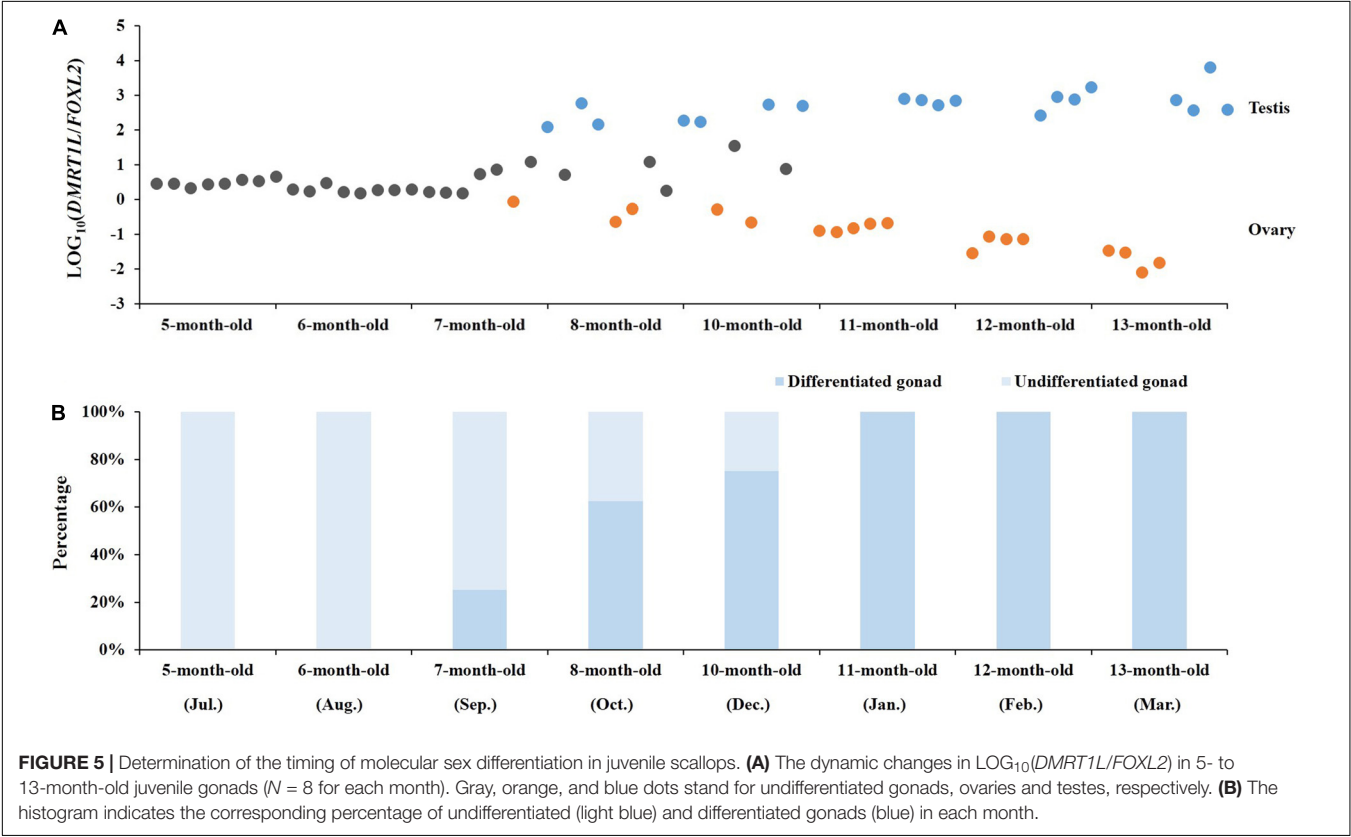 A
LOG₁₀(DMRT1L/FOXL2)
5
4
3
2
1
0
-1
-2
-3
Testis
Ovary
5-month-old 6-month-old 7-month-old 8-month-old 10-month-old 11-month-old 12-month-old 13-month-old
Differentiated gonad Undifferentiated gonad
B
Percentage
100%
80%
60%
40%
20%
0%
5-month-old 6-month-old 7-month-old 8-month-old 10-month-old 11-month-old 12-month-old 13-month-old
(Jul.) (Aug.) (Sep.) (Oct.) (Dec.) (Jan.) (Feb.) (Mar.)
FIGURE 5 | Determination of the timing of molecular sex differentiation in juvenile scallops. (A) The dynamic changes in LOG₁₀(DMRT1L/FOXL2) in 5- to
13-month-old juvenile gonads (N = 8 for each month). Gray, orange, and blue dots stand for undifferentiated gonads, ovaries and testes, respectively. (B) The
histogram indicates the corresponding percentage of undifferentiated (light blue) and differentiated gonads (blue) in each month.